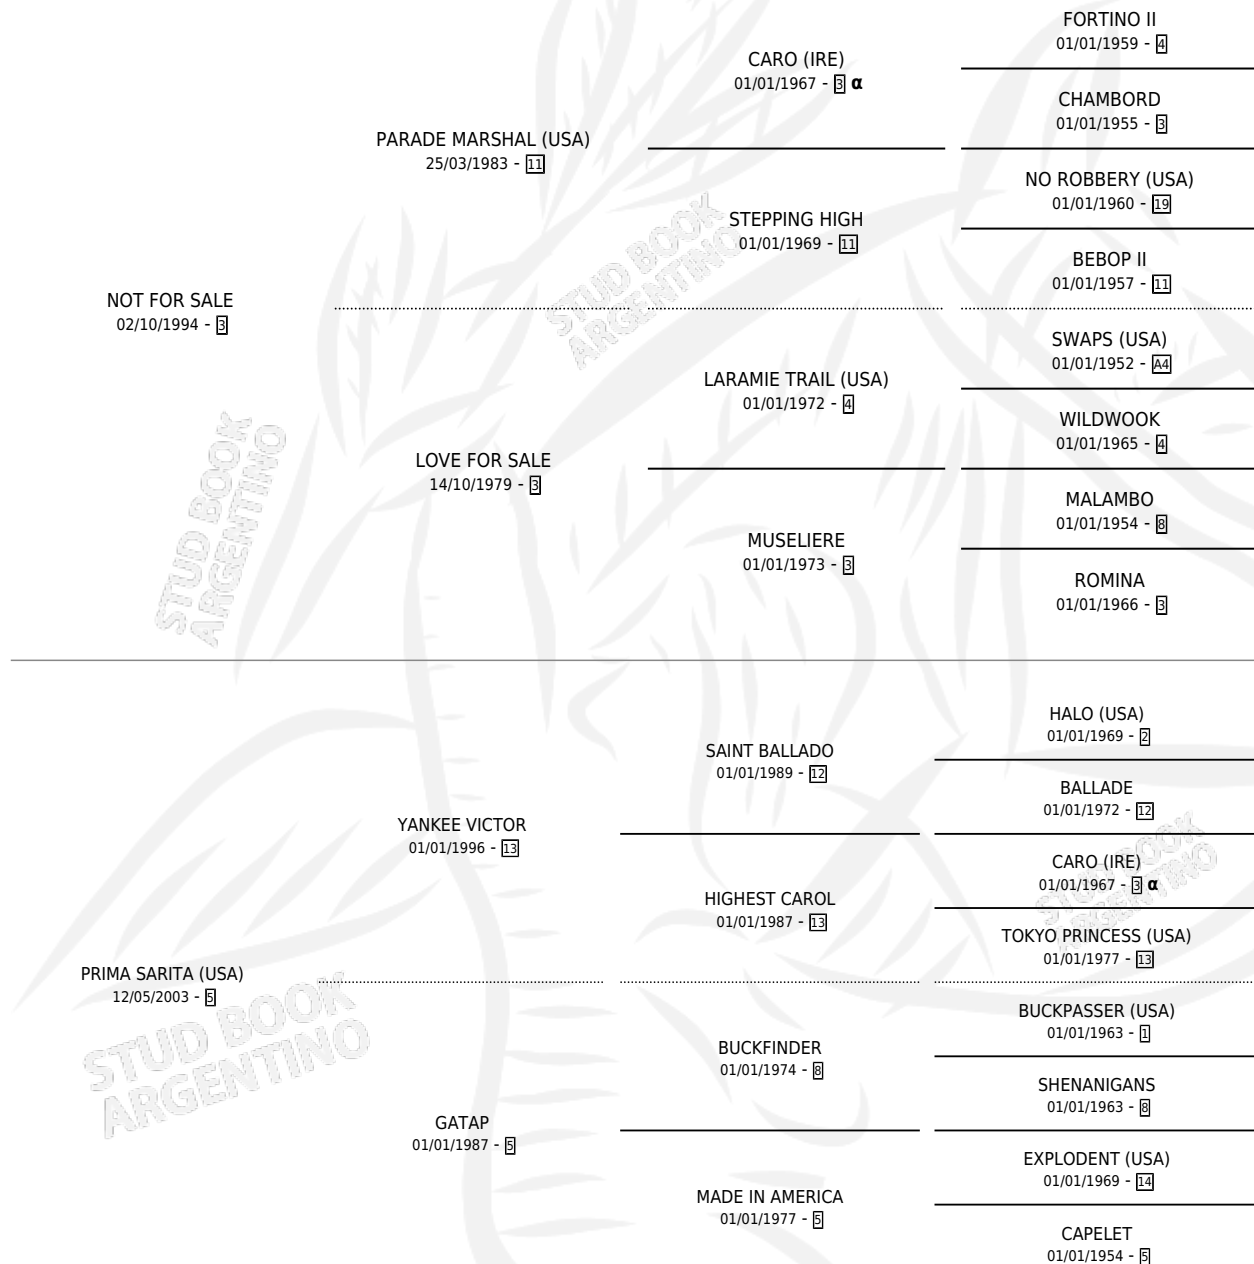 FORTINO II
01/01/1959 - 4
CARO (IRE)
01/01/1967 - 3 α
CHAMBORD
01/01/1955 - 3
PARADE MARSHAL (USA)
25/03/1983 - 11
NO ROBBERY (USA)
01/01/1960 - 19
STEPPING HIGH
01/01/1969 - 11
BEBOP II
01/01/1957 - 11
NOT FOR SALE
02/10/1994 - 3
SWAPS (USA)
01/01/1952 - A4
LARAMIE TRAIL (USA)
01/01/1972 - 4
WILDWOOK
01/01/1965 - 4
LOVE FOR SALE
14/10/1979 - 3
MALAMBO
01/01/1954 - 8
MUSELIERE
01/01/1973 - 3
ROMINA
01/01/1966 - 3
HALO (USA)
01/01/1969 - 2
SAINT BALLADO
01/01/1989 - 12
BALLADE
01/01/1972 - 12
YANKEE VICTOR
01/01/1996 - 13
CARO (IRE)
01/01/1967 - 3 α
HIGHEST CAROL
01/01/1987 - 13
TOKYO PRINCESS (USA)
01/01/1977 - 13
PRIMA SARITA (USA)
12/05/2003 - 5
BUCKPASSER (USA)
01/01/1963 - 1
BUCKFINDER
01/01/1974 - 8
SHENANIGANS
01/01/1963 - 8
GATAP
01/01/1987 - 5
EXPLODENT (USA)
01/01/1969 - 14
MADE IN AMERICA
01/01/1977 - 5
CAPELET
01/01/1954 - 5
STUD BOOK
ARGENTINO
STUD BOOK
ARGENTINO
STUD BOOK
ARGENTINO
STUD BOOK
ARGENTINO